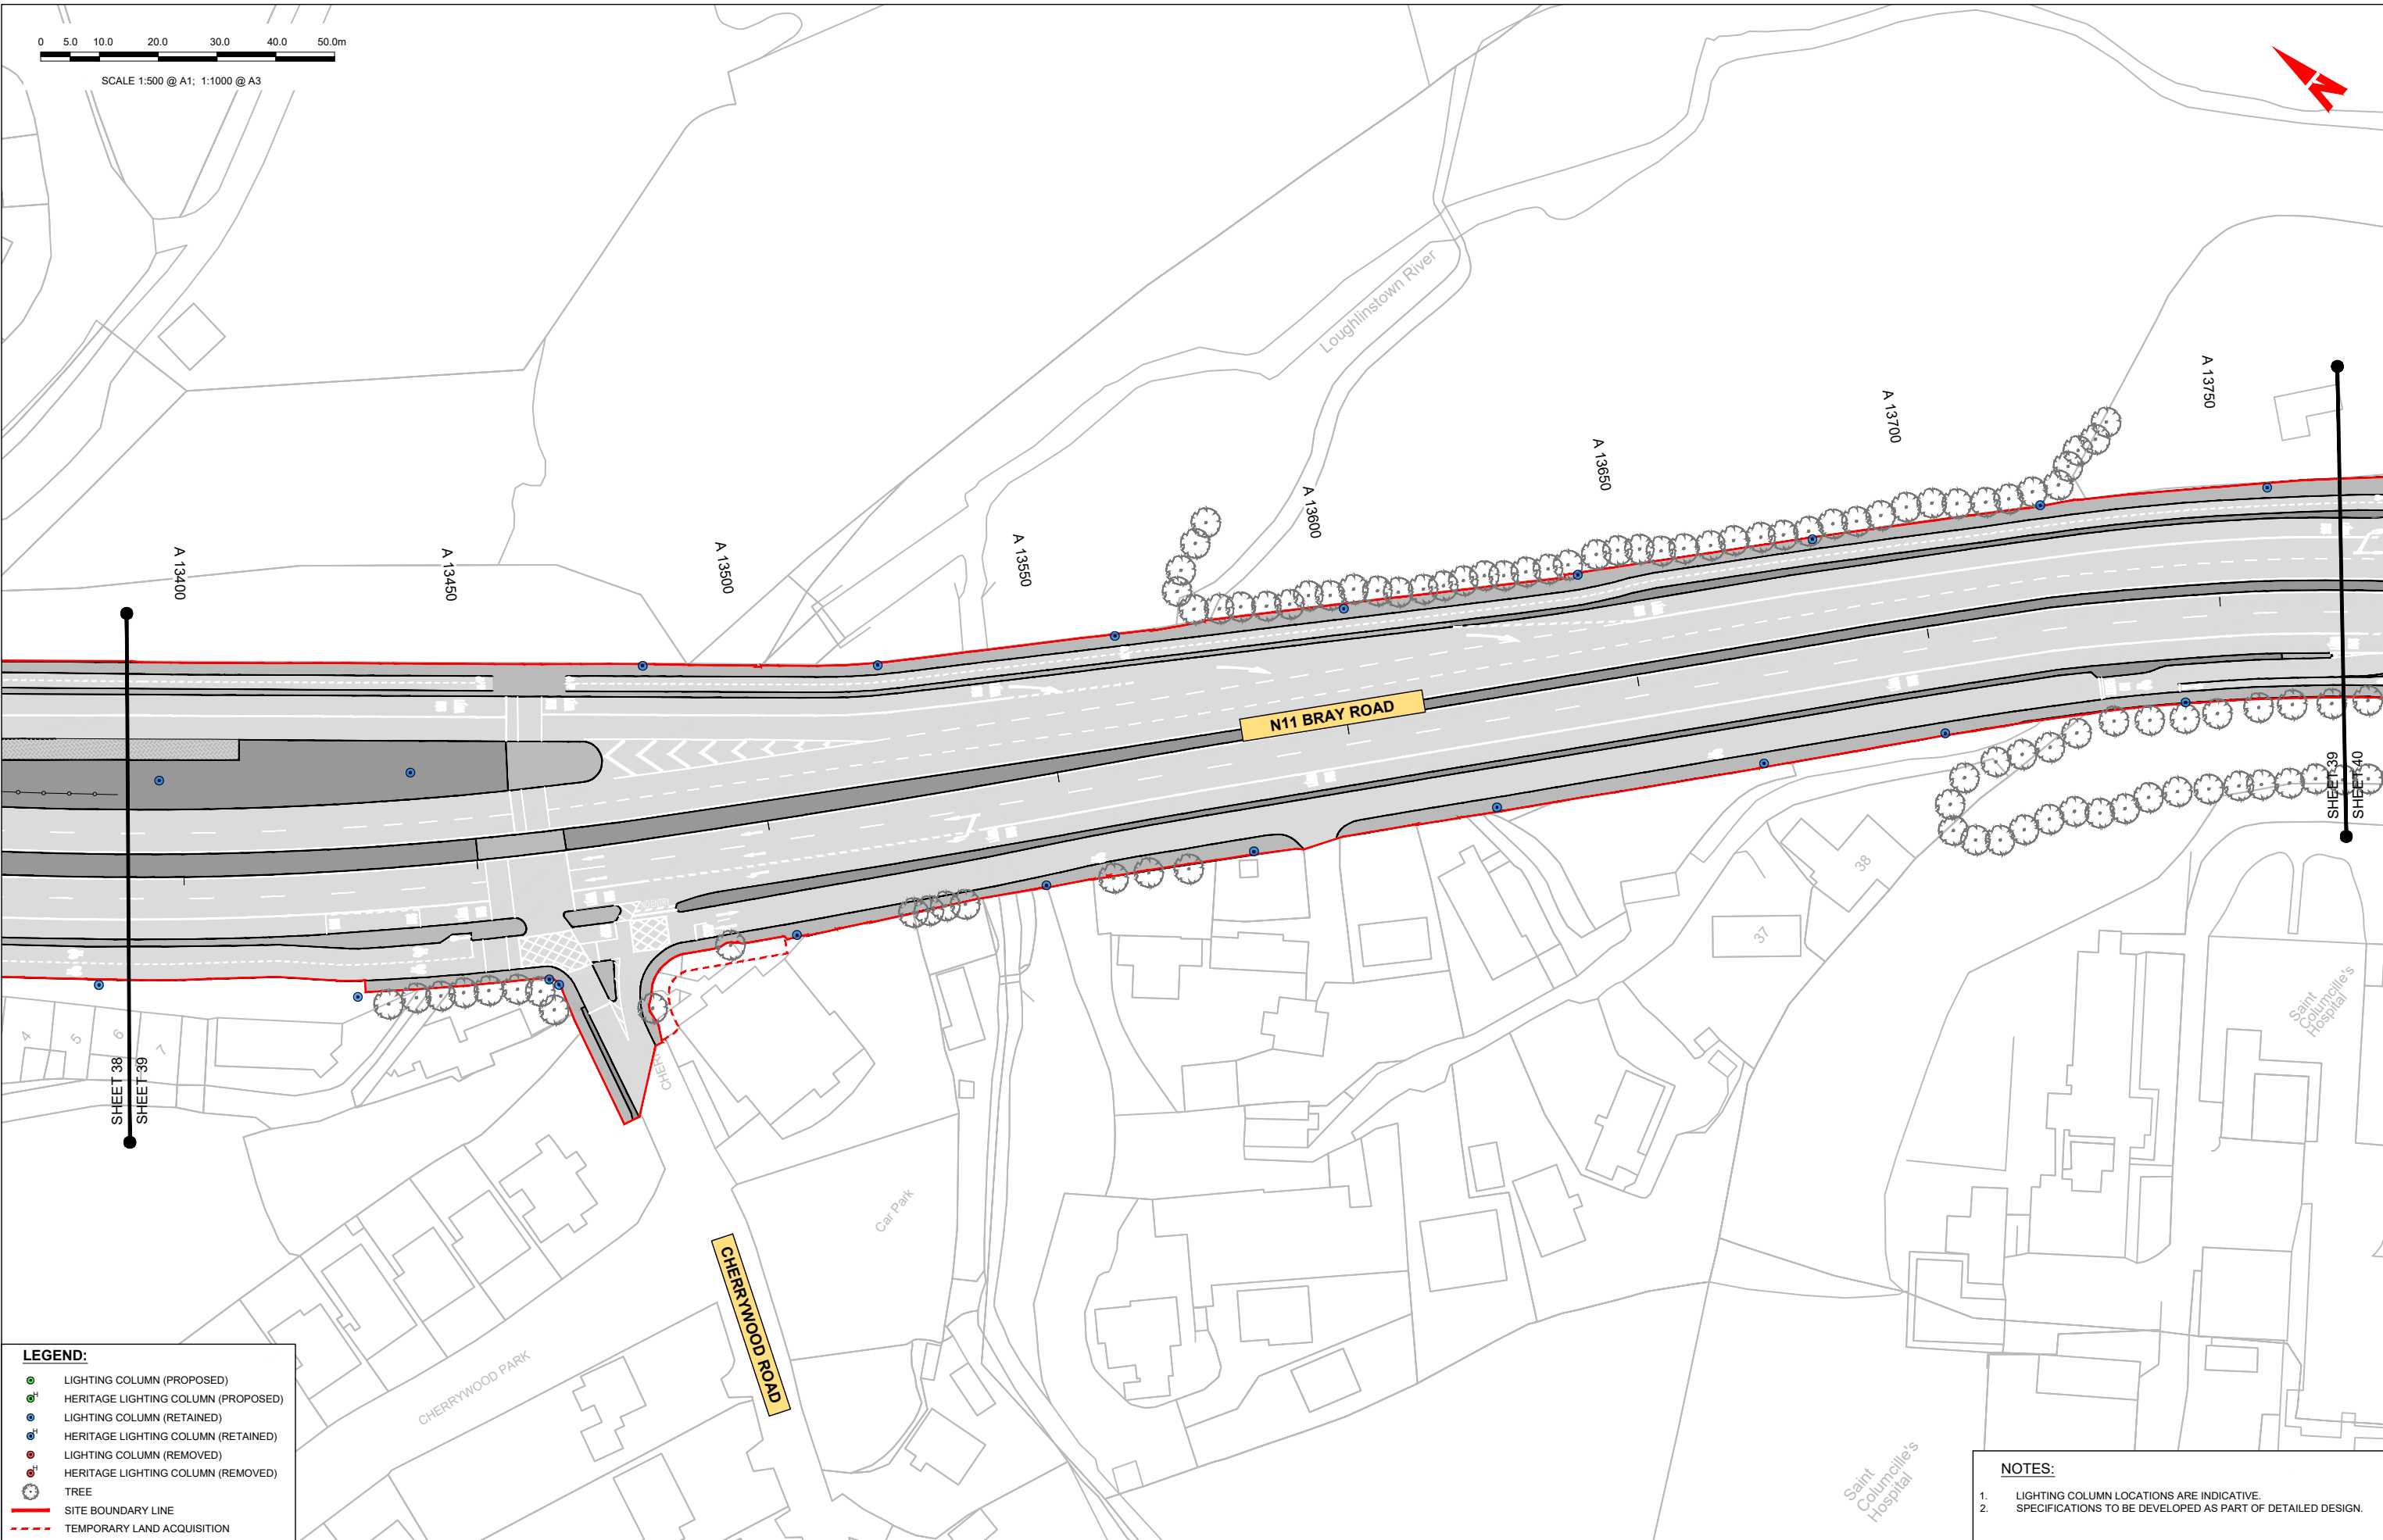 0 5.0 10.0 20.0 30.0 40.0 50.0m
SCALE 1:500 @ A1; 1:1000 @ A3
Loughlinstown River
A 13400
A 13450
A 13500
A 13550
A 13600
A 13650
A 13700
A 13750
N11 BRAY ROAD
SHEET 38
SHEET 39
SHEET 39
SHEET 40
4
5
6
7
38
37
Saint
Columcille's
Hospital
Car Park
CHERRYWOOD ROAD
CHERRYWOOD PARK
Saint
Columcille's
Hospital
LEGEND:
LIGHTING COLUMN (PROPOSED)
H HERITAGE LIGHTING COLUMN (PROPOSED)
LIGHTING COLUMN (RETAINED)
H HERITAGE LIGHTING COLUMN (RETAINED)
LIGHTING COLUMN (REMOVED)
H HERITAGE LIGHTING COLUMN (REMOVED)
TREE
SITE BOUNDARY LINE
TEMPORARY LAND ACQUISITION
NOTES:
1. LIGHTING COLUMN LOCATIONS ARE INDICATIVE.
2. SPECIFICATIONS TO BE DEVELOPED AS PART OF DETAILED DESIGN.